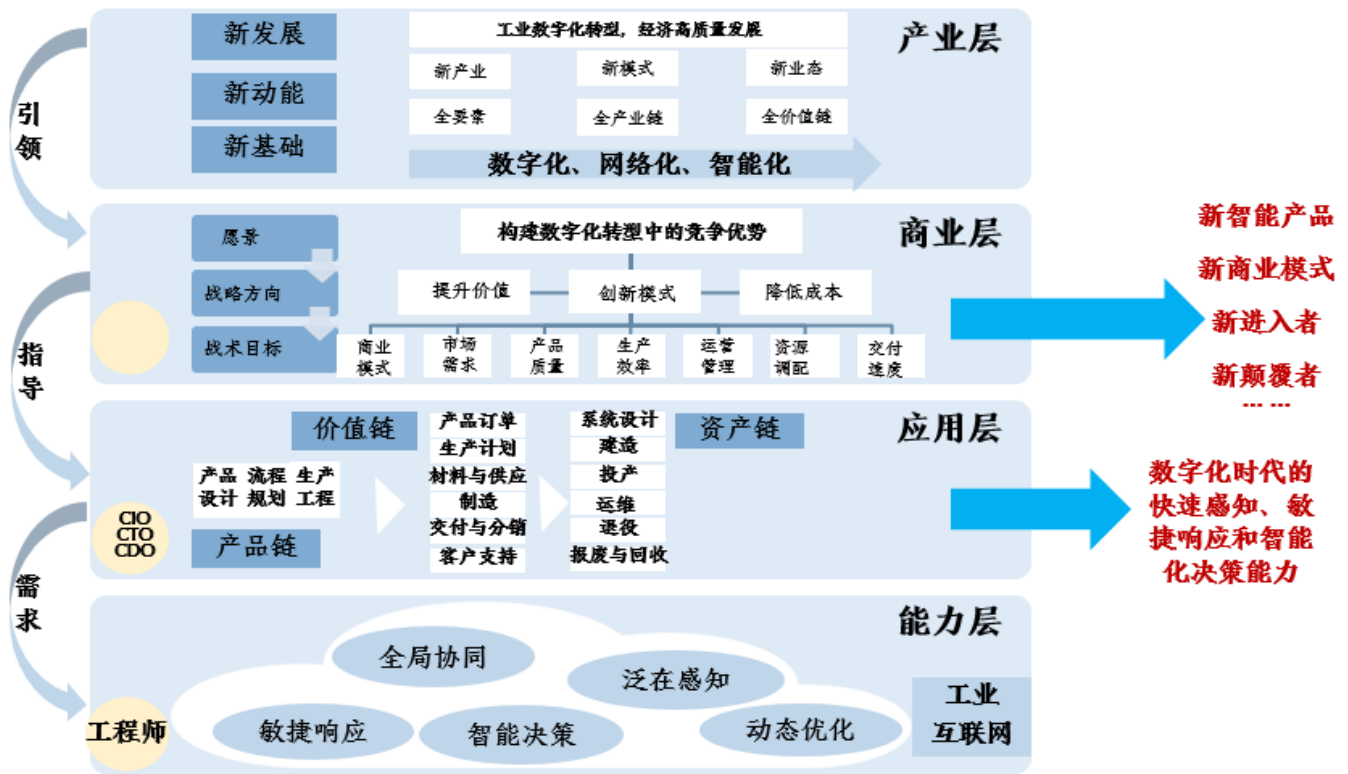 引领
新发展
新动能
新基础
工业数字化转型，经济高质量发展
新产业
新模式
新业态
全要素
全产业链
全价值链
数字化、网络化、智能化
产业层
指导
愿景
战略方向
战术目标
构建数字化转型中的竞争优势
提升价值
创新模式
降低成本
商业
模式
市场
需求
产品
质量
生产
效率
运营
管理
资源
调配
交付
速度
商业层
新智能产品
新商业模式
新进入者
新颠覆者
... ...
需求
CIO
CTO
CDO
价值链
产品 流程 生产
设计 规划 工程
产品链
产品订单
生产计划
材料与供应
制造
交付与分销
客户支持
系统设计
建造
投产
运维
退役
报废与回收
资产链
应用层
数字化时代的
快速感知、敏
捷响应和智能
化决策能力
工程师
全局协同
泛在感知
敏捷响应
智能决策
动态优化
能力层
工业
互联网